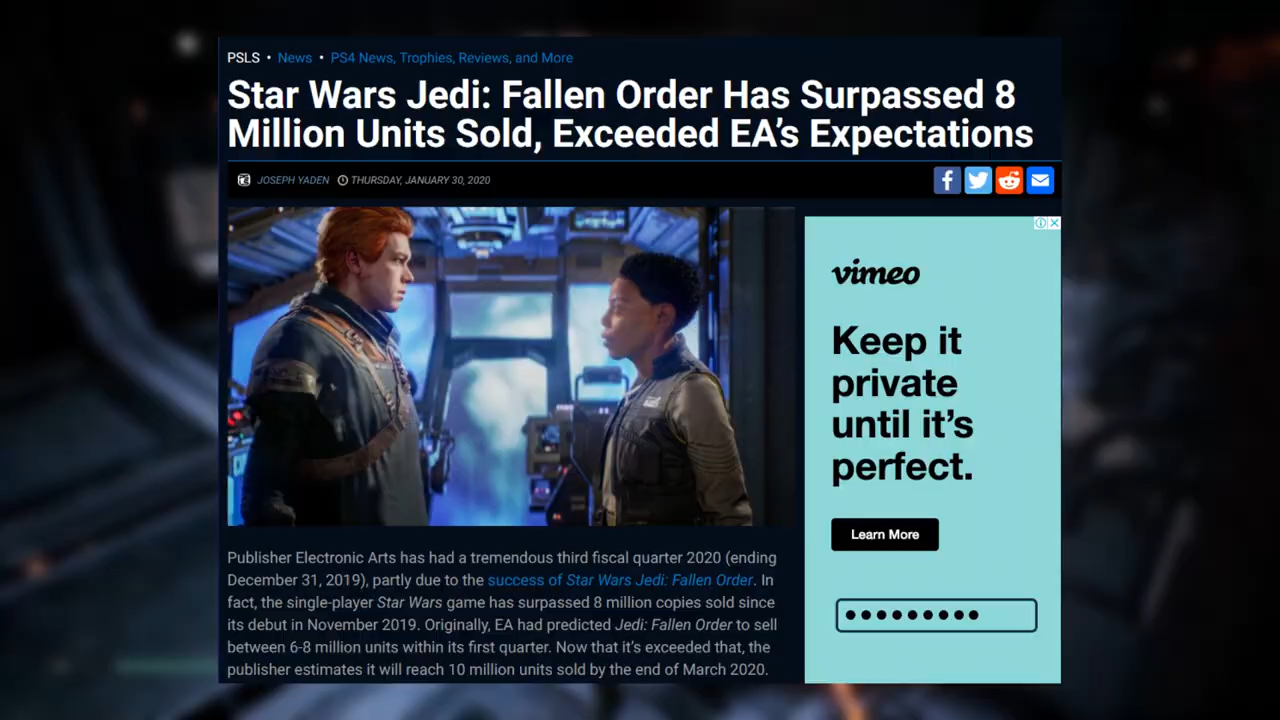 PSLS • News • PS4 News, Trophies, Reviews, and More
Star Wars Jedi: Fallen Order Has Surpassed 8
Million Units Sold, Exceeded EA's Expectations
JOSEPH YADEN THURSDAY, JANUARY 30, 2020
vimeo
Keep it
private
until it's
perfect.
Learn More
Publisher Electronic Arts has had a tremendous third fiscal quarter 2020 (ending
December 31, 2019), partly due to the success of Star Wars Jedi: Fallen Order. In
fact, the single-player Star Wars game has surpassed 8 million copies sold since
its debut in November 2019. Originally, EA had predicted Jedi: Fallen Order to sell
between 6-8 million units within its first quarter. Now that it's exceeded that, the
publisher estimates it will reach 10 million units sold by the end of March 2020.